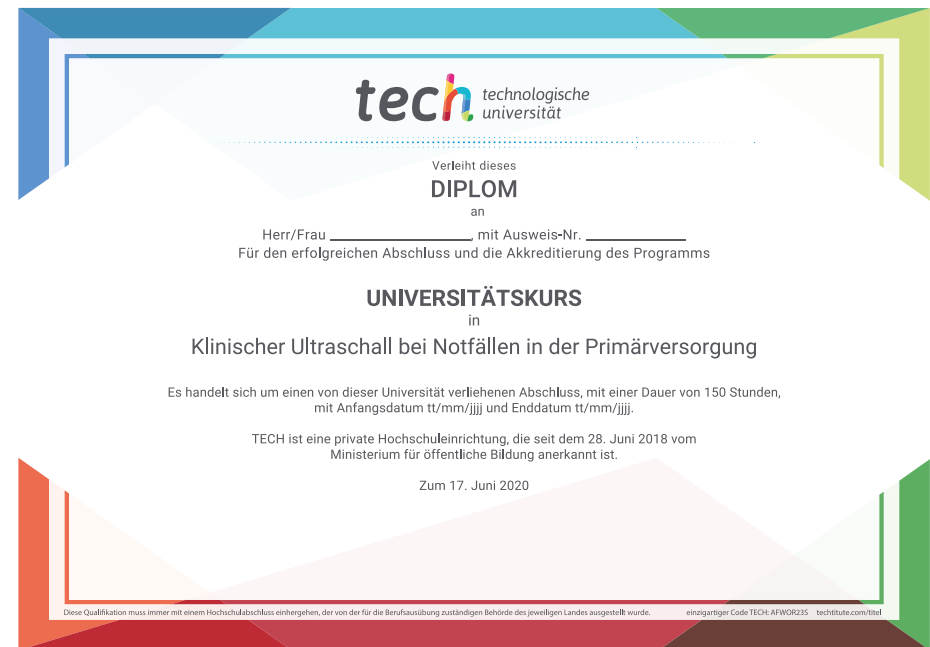 tech technologische
universität
Verleiht dieses
DIPLOM
an
Herr/Frau ____________________, mit Ausweis-Nr. ______________
Für den erfolgreichen Abschluss und die Akkreditierung des Programms
UNIVERSITÄTSKURS
in
Klinischer Ultraschall bei Notfällen in der Primärversorgung
Es handelt sich um einen von dieser Universität verliehenen Abschluss, mit einer Dauer von 150 Stunden,
mit Anfangsdatum tt/mm/jjjj und Enddatum tt/mm/jjjj.
TECH ist eine private Hochschuleinrichtung, die seit dem 28. Juni 2018 vom
Ministerium für öffentliche Bildung anerkannt ist.
Zum 17. Juni 2020
Diese Qualifikation muss immer mit einem Hochschulabschluss einhergehen, der von der für die Berufsausübung zuständigen Behörde des jeweiligen Landes ausgestellt wurde. einzigartiger Code TECH: AFWOR23S techtitute.com/titel